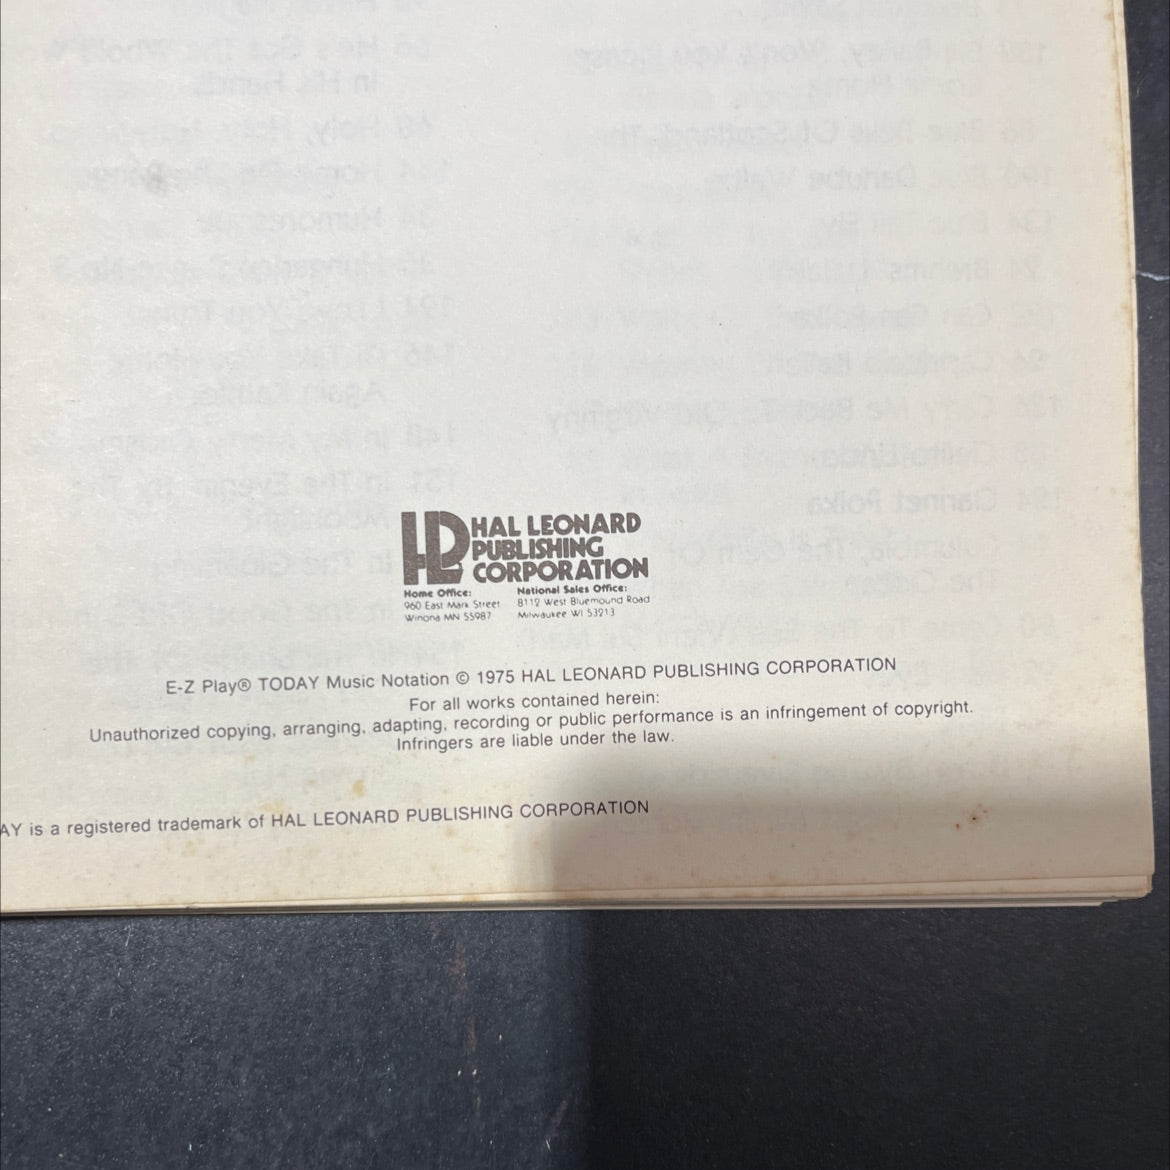 HAL LEONARD
PUBLISHING
CORPORATION
Home Office:
960 East Mark Street
Winona MN 55987
National Sales Office:
8112 West Bluemound Road
Milwaukee WI 53213
E-Z Play® TODAY Music Notation © 1975 HAL LEONARD PUBLISHING CORPORATION
For all works contained herein:
Unauthorized copying, arranging, adapting, recording or public performance is an infringement of copyright.
Infringers are liable under the law.
AY is a registered trademark of HAL LEONARD PUBLISHING CORPORATION